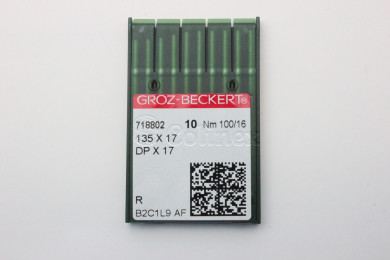 GROZ-BECKERT®
718802 10 Nm 100/16
135 X 17
DP X 17
R
B2C1L9 AF